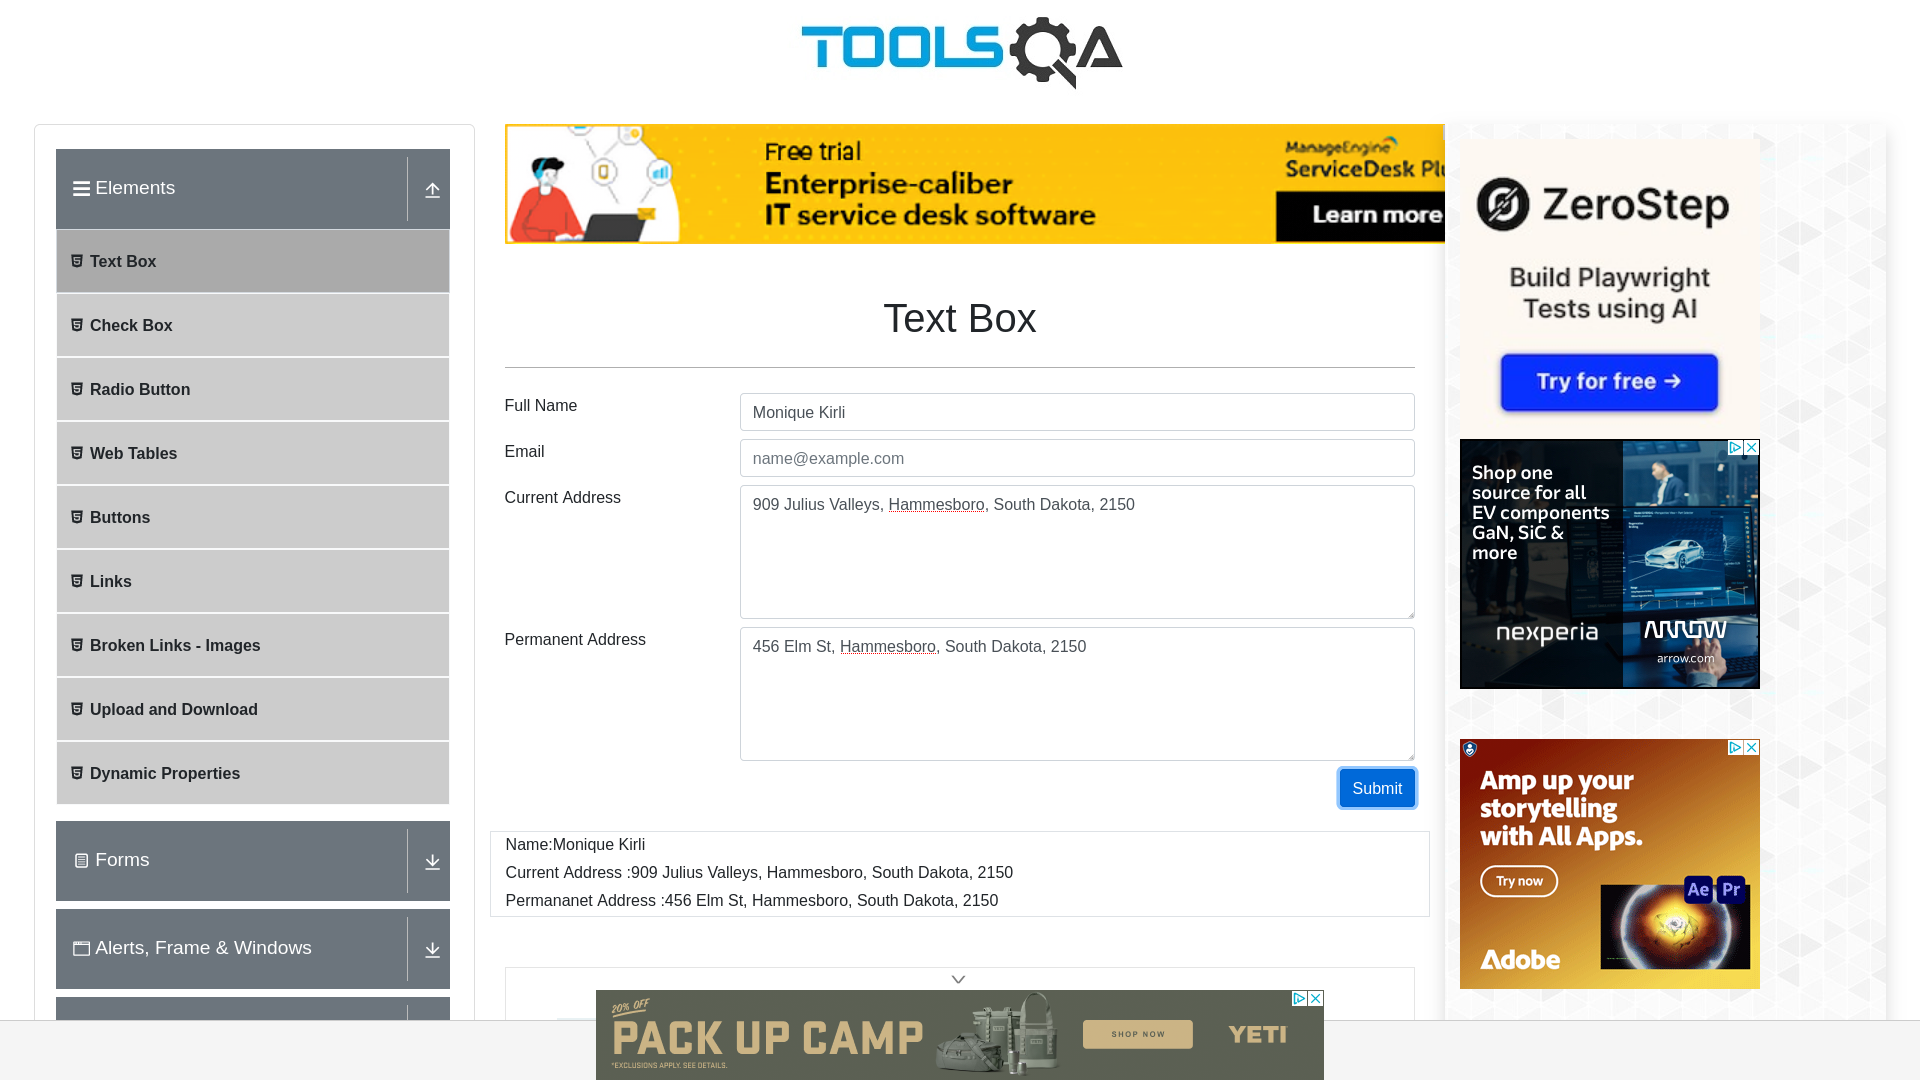 TOOLSQA
Elements
Text Box
Check Box
Radio Button
Web Tables
Buttons
Links
Broken Links - Images
Upload and Download
Dynamic Properties
Forms
Alerts, Frame & Windows
Free trial
Enterprise-caliber
IT service desk software
ManageEngine
ServiceDesk Plu
Learn more
Text Box
Full Name
Monique Kirli
Email
name@example.com
Current Address
909 Julius Valleys, Hammesboro, South Dakota, 2150
Permanent Address
456 Elm St, Hammesboro, South Dakota, 2150
Submit
Name:Monique Kirli
Current Address :909 Julius Valleys, Hammesboro, South Dakota, 2150
Permananet Address :456 Elm St, Hammesboro, South Dakota, 2150
ZeroStep
Build Playwright
Tests using AI
Try for free →
Shop one
source for all
EV components
GaN, SiC &
more
nexperia
ARROW
arrow.com
Amp up your
storytelling
with All Apps.
Try now
Ae Pr
Adobe
20% OFF
PACK UP CAMP
*EXCLUSIONS APPLY. SEE DETAILS.
SHOP NOW
YETI